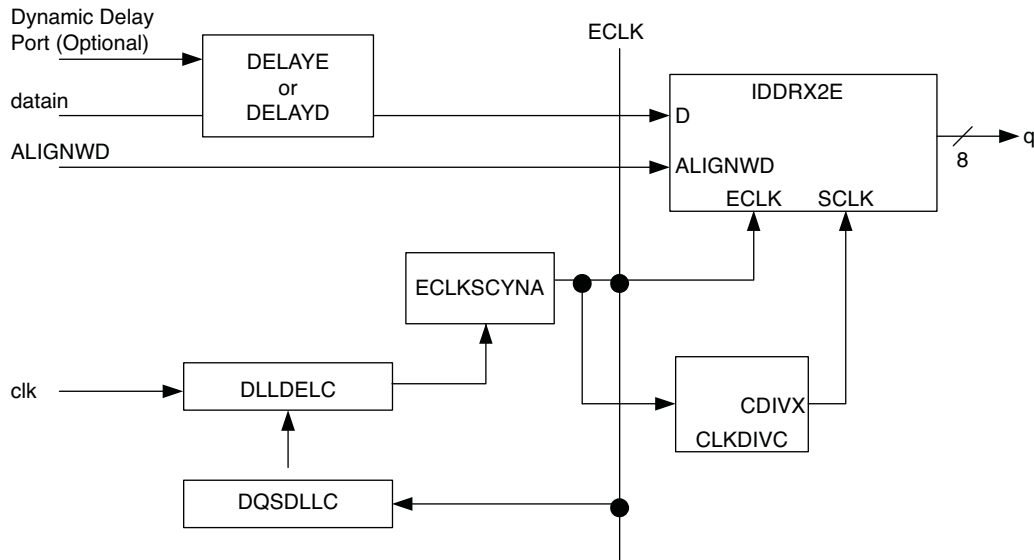 Dynamic Delay
Port (Optional)
ECLK
DELAYE
or
DELAYD
IDDRX2E
datain
D
q
8
ALIGNWD
ALIGNWD
ECLK
SCLK
ECLKSCYNA
clk
DLLDELC
CDIVX
CLKDIVC
DQSDLLC